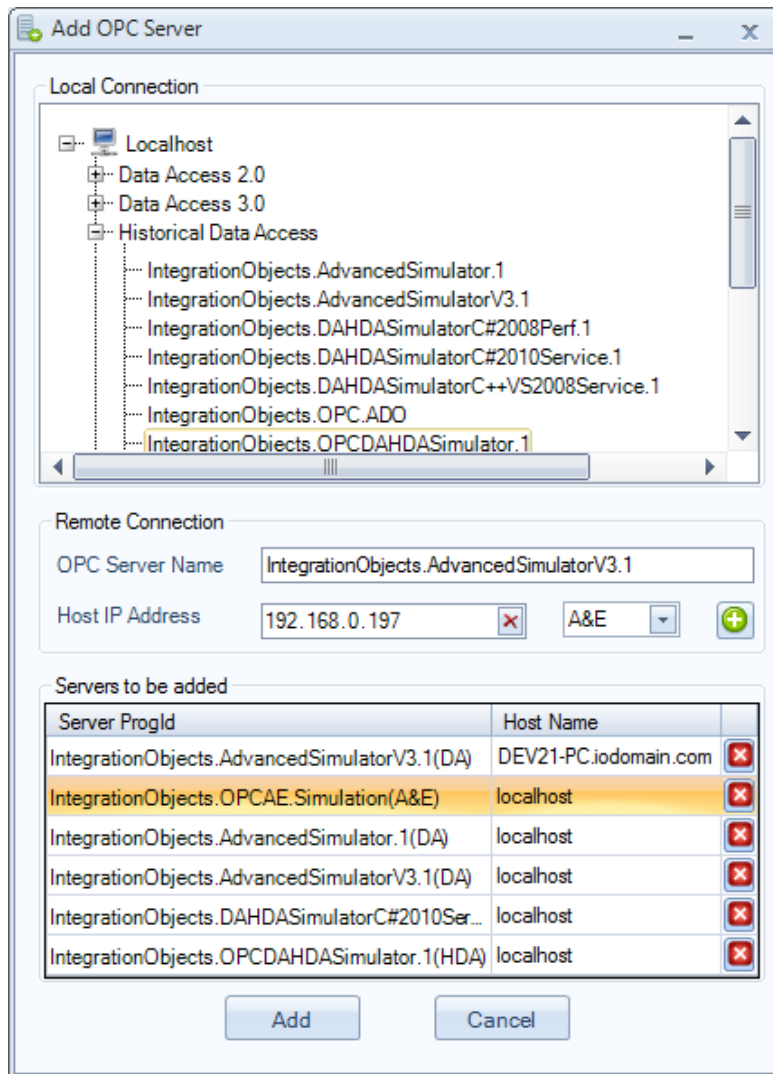 Add OPC Server
Local Connection
Localhost
Data Access 2.0
Data Access 3.0
Historical Data Access
IntegrationObjects.AdvancedSimulator.1
IntegrationObjects.AdvancedSimulatorV3.1
IntegrationObjects.DAHDASimulatorC#2008Perf.1
IntegrationObjects.DAHDASimulatorC#2010Service.1
IntegrationObjects.DAHDASimulatorC++VS2008Service.1
IntegrationObjects.OPC.ADO
IntegrationObjects.OPCDAHDASimulator.1
Remote Connection
OPC Server Name IntegrationObjects.AdvancedSimulatorV3.1
Host IP Address 192.168.0.197 A&E
Servers to be added
Server ProgId Host Name
IntegrationObjects.AdvancedSimulatorV3.1(DA) DEV21-PC.iodomain.com
IntegrationObjects.OPCAE.Simulation(A&E) localhost
IntegrationObjects.AdvancedSimulator.1(DA) localhost
IntegrationObjects.AdvancedSimulatorV3.1(DA) localhost
IntegrationObjects.DAHDASimulatorC#2010Ser... localhost
IntegrationObjects.OPCDAHDASimulator.1(HDA) localhost
Add Cancel